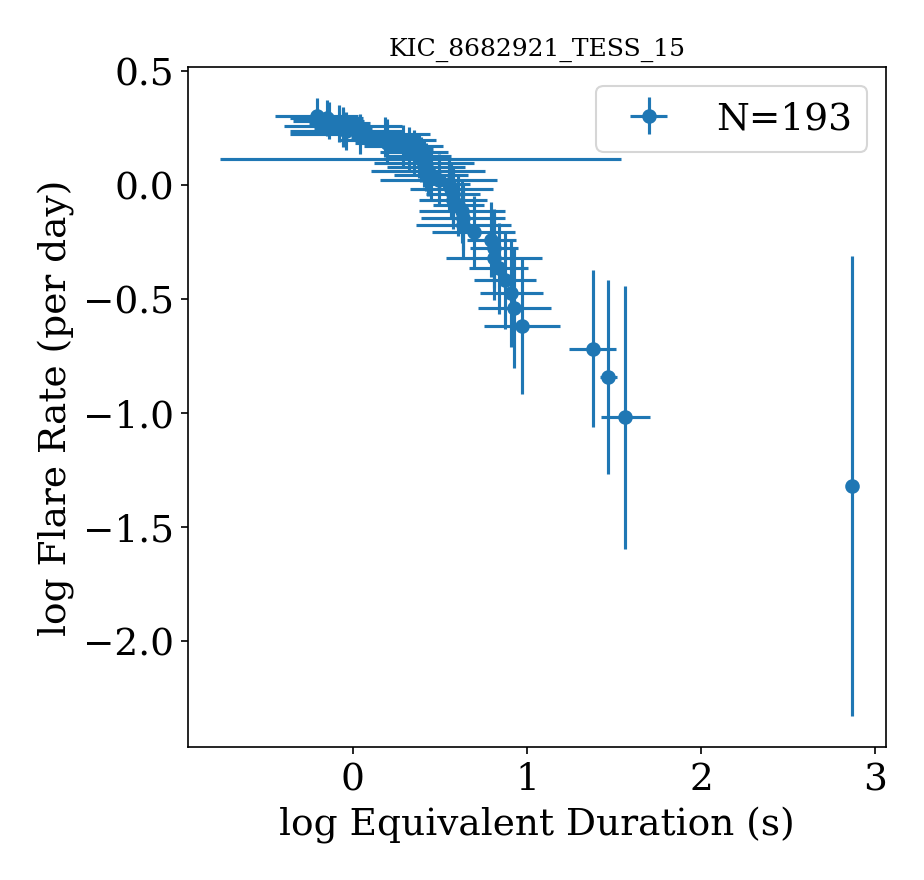 KIC_8682921_TESS_15
N=193
0.5
0.0
−0.5
−1.0
−1.5
−2.0
log Flare Rate (per day)
0 1 2 3
log Equivalent Duration (s)